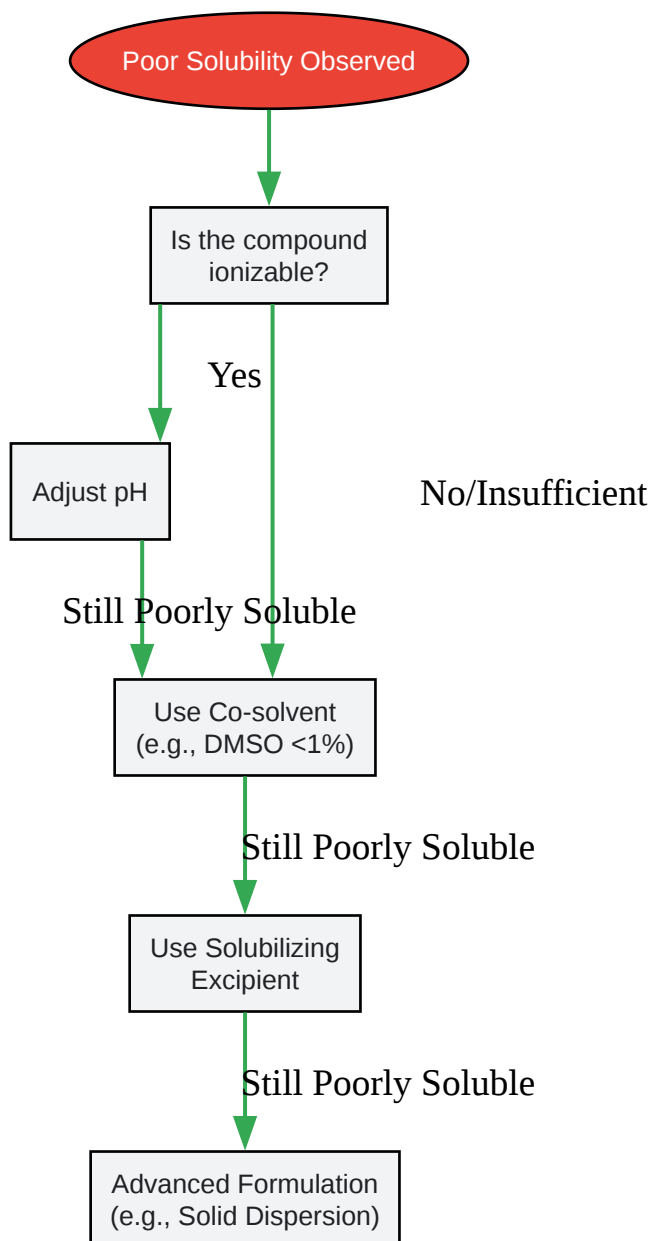 Poor Solubility Observed
Is the compound
ionizable?
Yes
Adjust pH
No/Insufficient
Still Poorly Soluble
Use Co-solvent
(e.g., DMSO <1%)
Still Poorly Soluble
Use Solubilizing
Excipient
Still Poorly Soluble
Advanced Formulation
(e.g., Solid Dispersion)